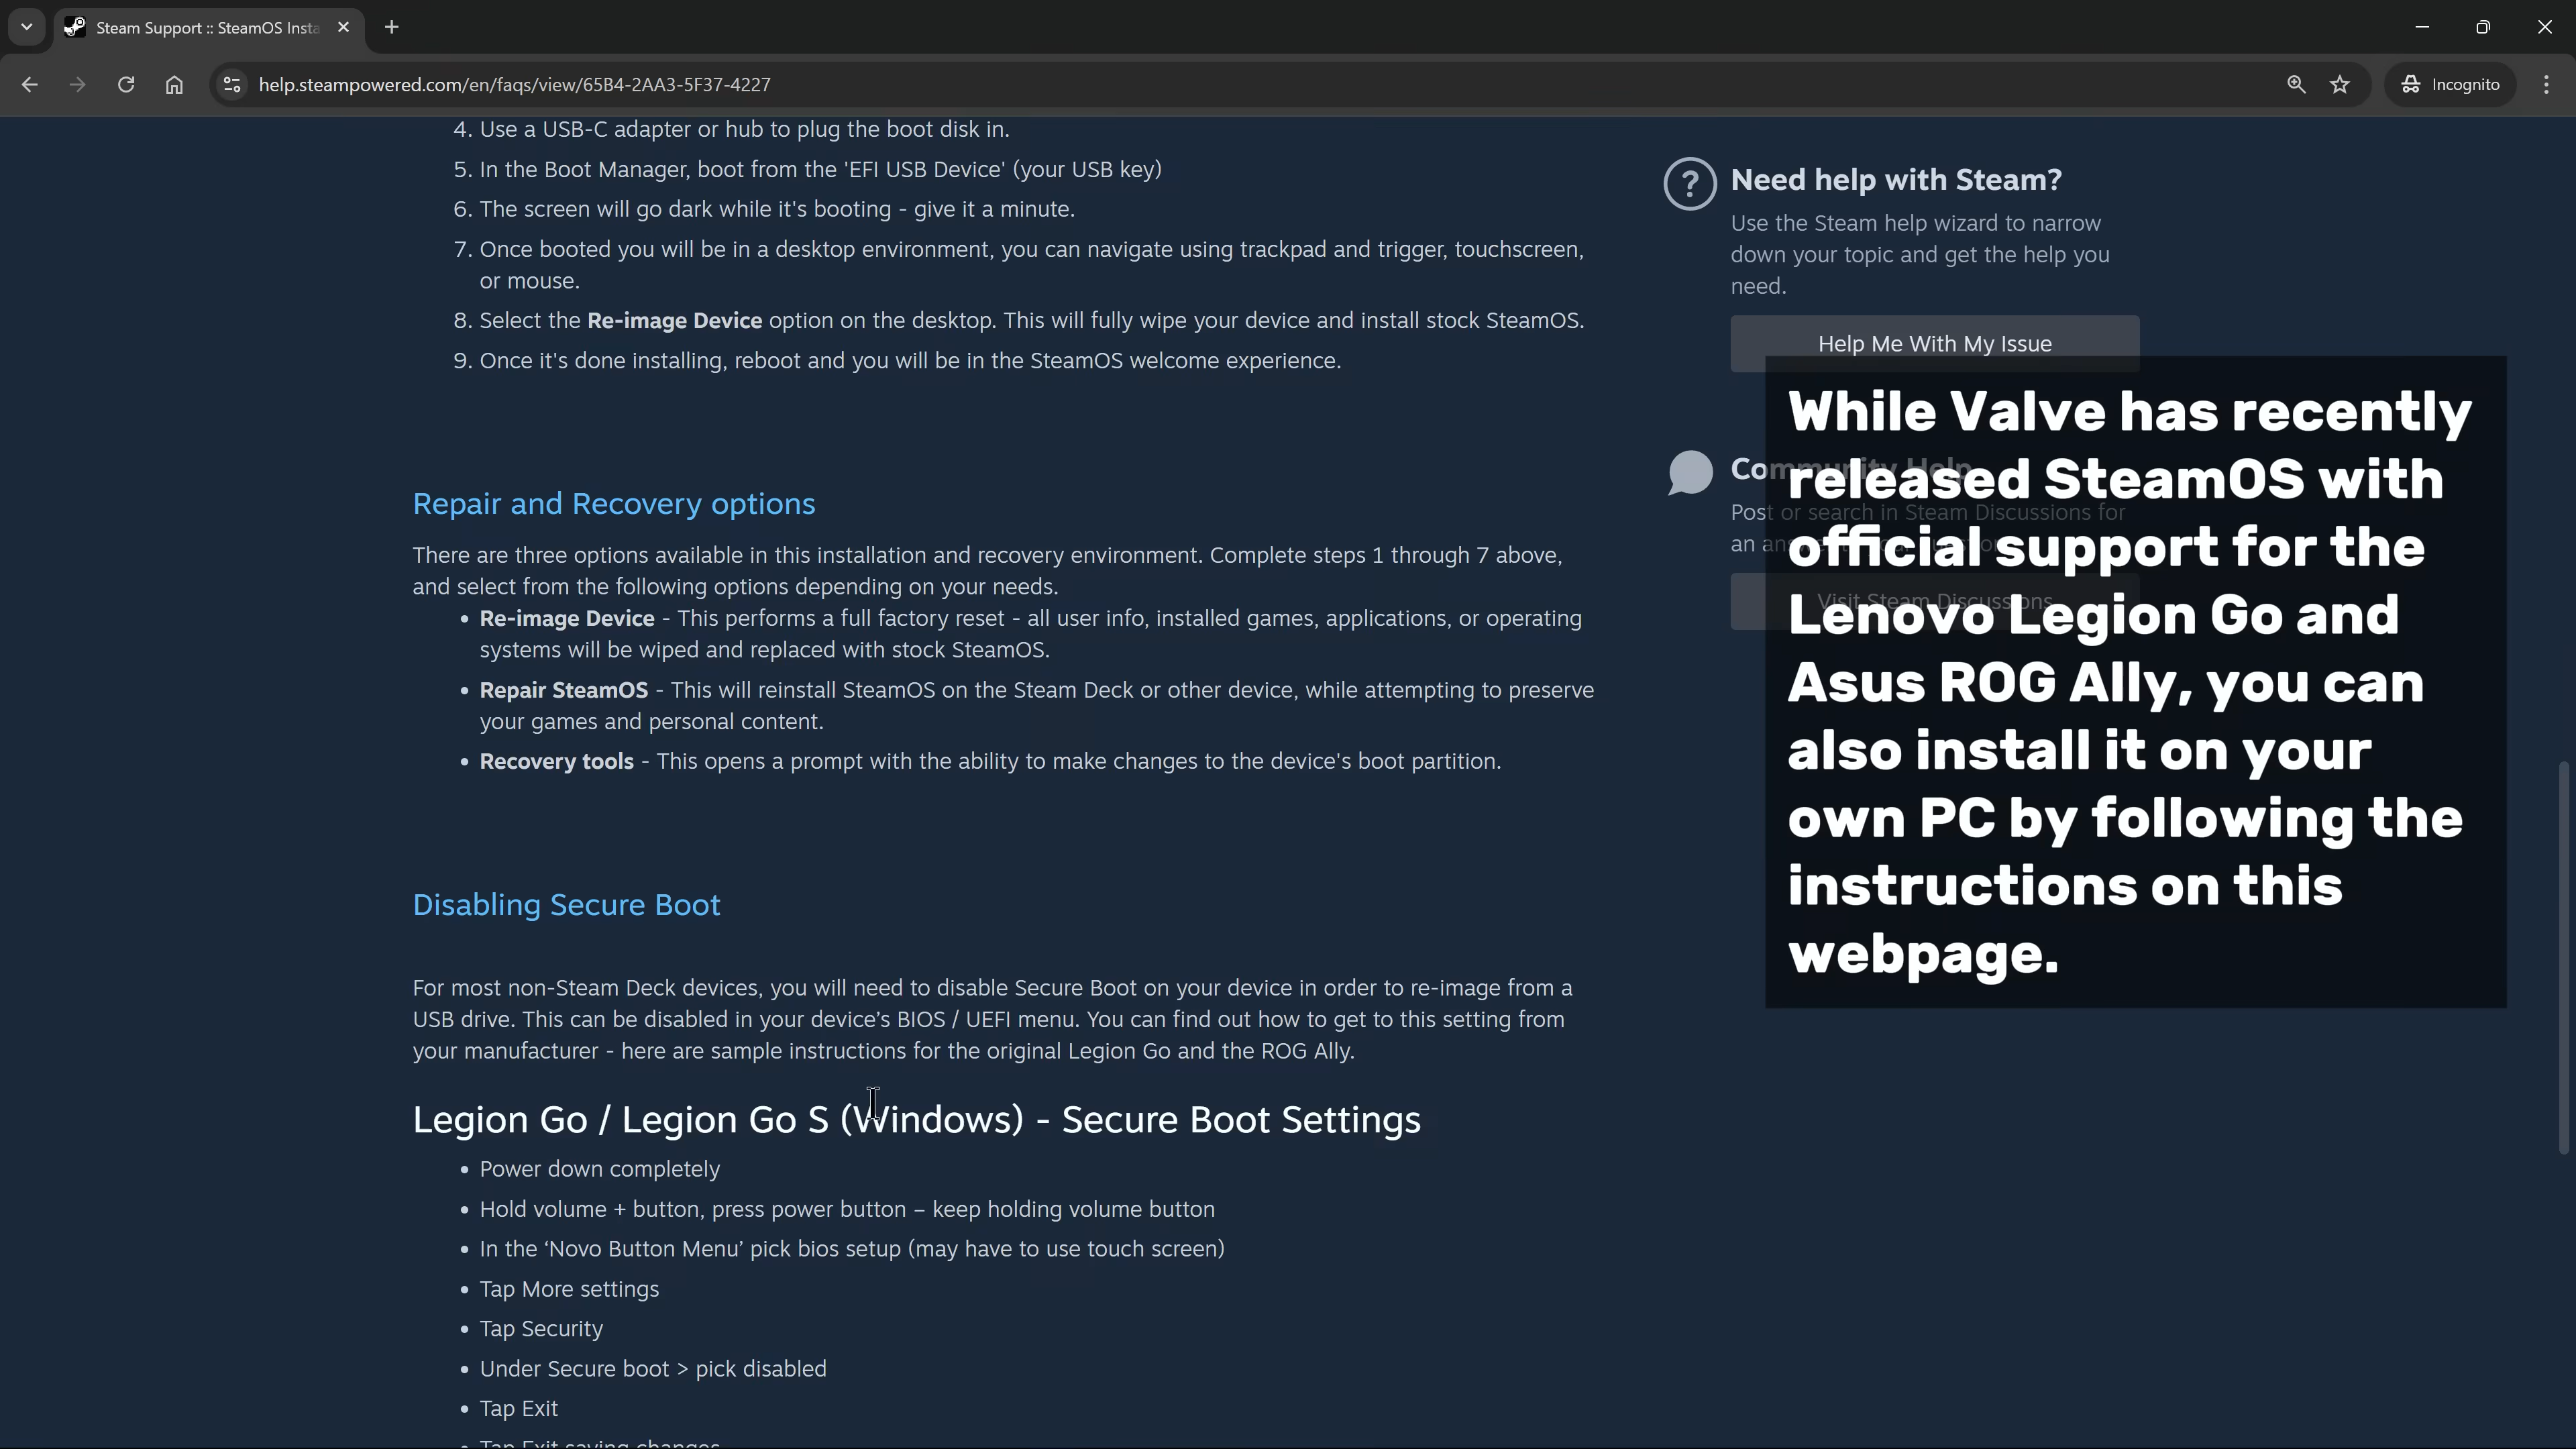 Steam Support :: SteamOS Insta
help.steampowered.com/en/faqs/view/65B4-2AA3-5F37-4227
Incognito
4. Use a USB-C adapter or hub to plug the boot disk in.
5. In the Boot Manager, boot from the 'EFI USB Device' (your USB key)
6. The screen will go dark while it's booting - give it a minute.
7. Once booted you will be in a desktop environment, you can navigate using trackpad and trigger, touchscreen,
or mouse.
8. Select the Re-image Device option on the desktop. This will fully wipe your device and install stock SteamOS.
9. Once it's done installing, reboot and you will be in the SteamOS welcome experience.
Repair and Recovery options
There are three options available in this installation and recovery environment. Complete steps 1 through 7 above,
and select from the following options depending on your needs.
• Re-image Device - This performs a full factory reset - all user info, installed games, applications, or operating
systems will be wiped and replaced with stock SteamOS.
• Repair SteamOS - This will reinstall SteamOS on the Steam Deck or other device, while attempting to preserve
your games and personal content.
• Recovery tools - This opens a prompt with the ability to make changes to the device's boot partition.
Disabling Secure Boot
For most non-Steam Deck devices, you will need to disable Secure Boot on your device in order to re-image from a
USB drive. This can be disabled in your device’s BIOS / UEFI menu. You can find out how to get to this setting from
your manufacturer - here are sample instructions for the original Legion Go and the ROG Ally.
Legion Go / Legion Go S (Windows) - Secure Boot Settings
• Power down completely
• Hold volume + button, press power button – keep holding volume button
• In the ‘Novo Button Menu’ pick bios setup (may have to use touch screen)
• Tap More settings
• Tap Security
• Under Secure boot > pick disabled
• Tap Exit
• Tap Exit saving changes
Need help with Steam?
Use the Steam help wizard to narrow
down your topic and get the help you
need.
Help Me With My Issue
Community Help
Post or search in Steam Discussions for
an
Visit Steam Discussions
While Valve has recently
released SteamOS with
official support for the
Lenovo Legion Go and
Asus ROG Ally, you can
also install it on your
own PC by following the
instructions on this
webpage.